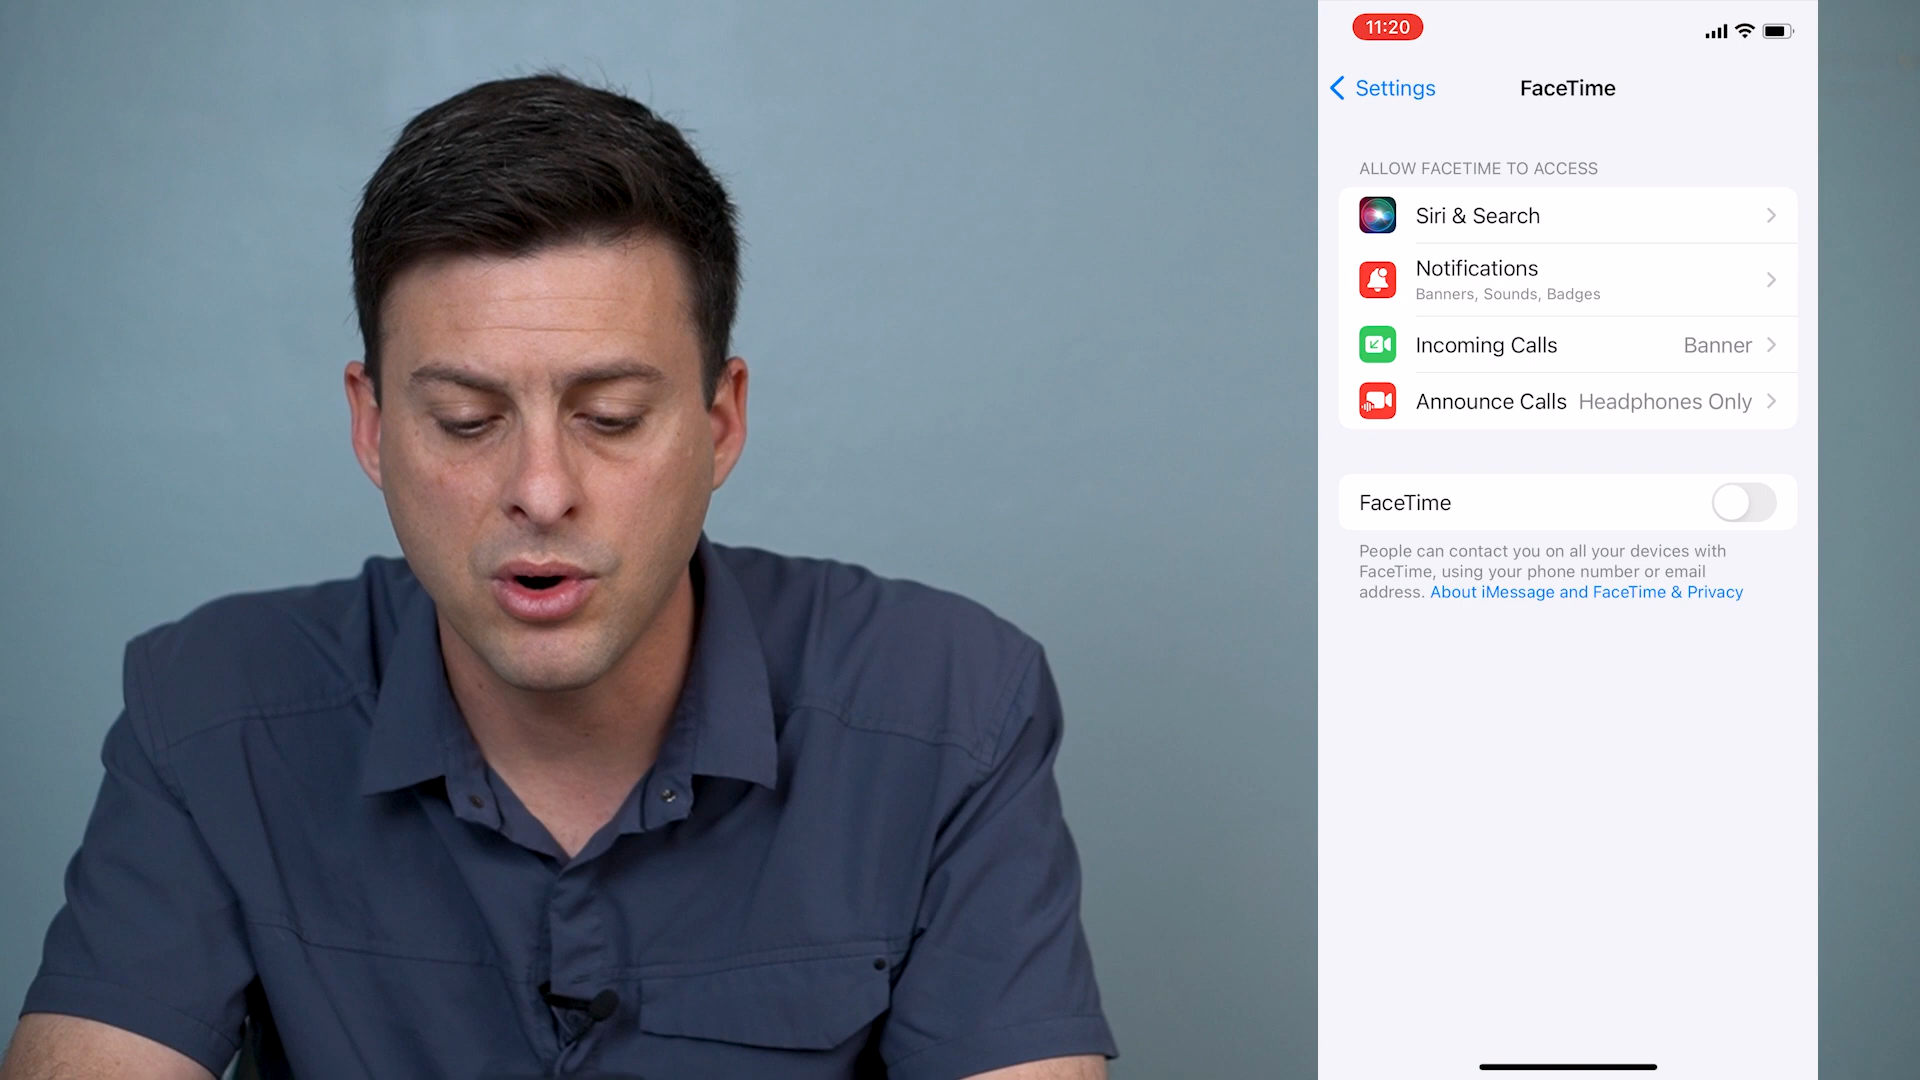 11:20
Settings
FaceTime
ALLOW FACETIME TO ACCESS
Siri & Search
Notifications
Banners, Sounds, Badges
Incoming Calls Banner
Announce Calls Headphones Only
FaceTime
People can contact you on all your devices with
FaceTime, using your phone number or email
address. About iMessage and FaceTime & Privacy